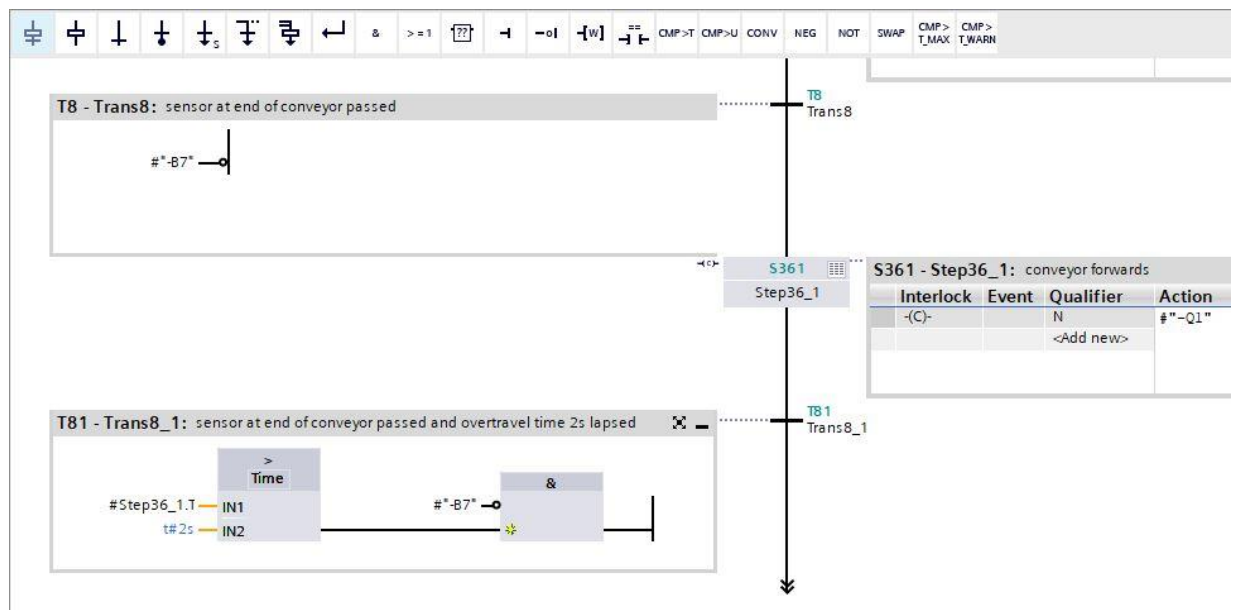 S & >=1 ?? -[w] == CMP>T CMP>U CONV NEG NOT SWAP CMP> T_MAX CMP> T_WARN
T8 - Trans8: sensor at end of conveyor passed
T8
Trans8
#"-B7"
-(c)-
S361
Step36_1
S361 - Step36_1: conveyor forwards
Interlock Event Qualifier Action
-(C)- N #"-Q1"
<Add new>
T81 - Trans8_1: sensor at end of conveyor passed and overtravel time 2s lapsed
T81
Trans8_1
>
Time
&
#Step36_1.T IN1
#"-B7"
t#2s IN2